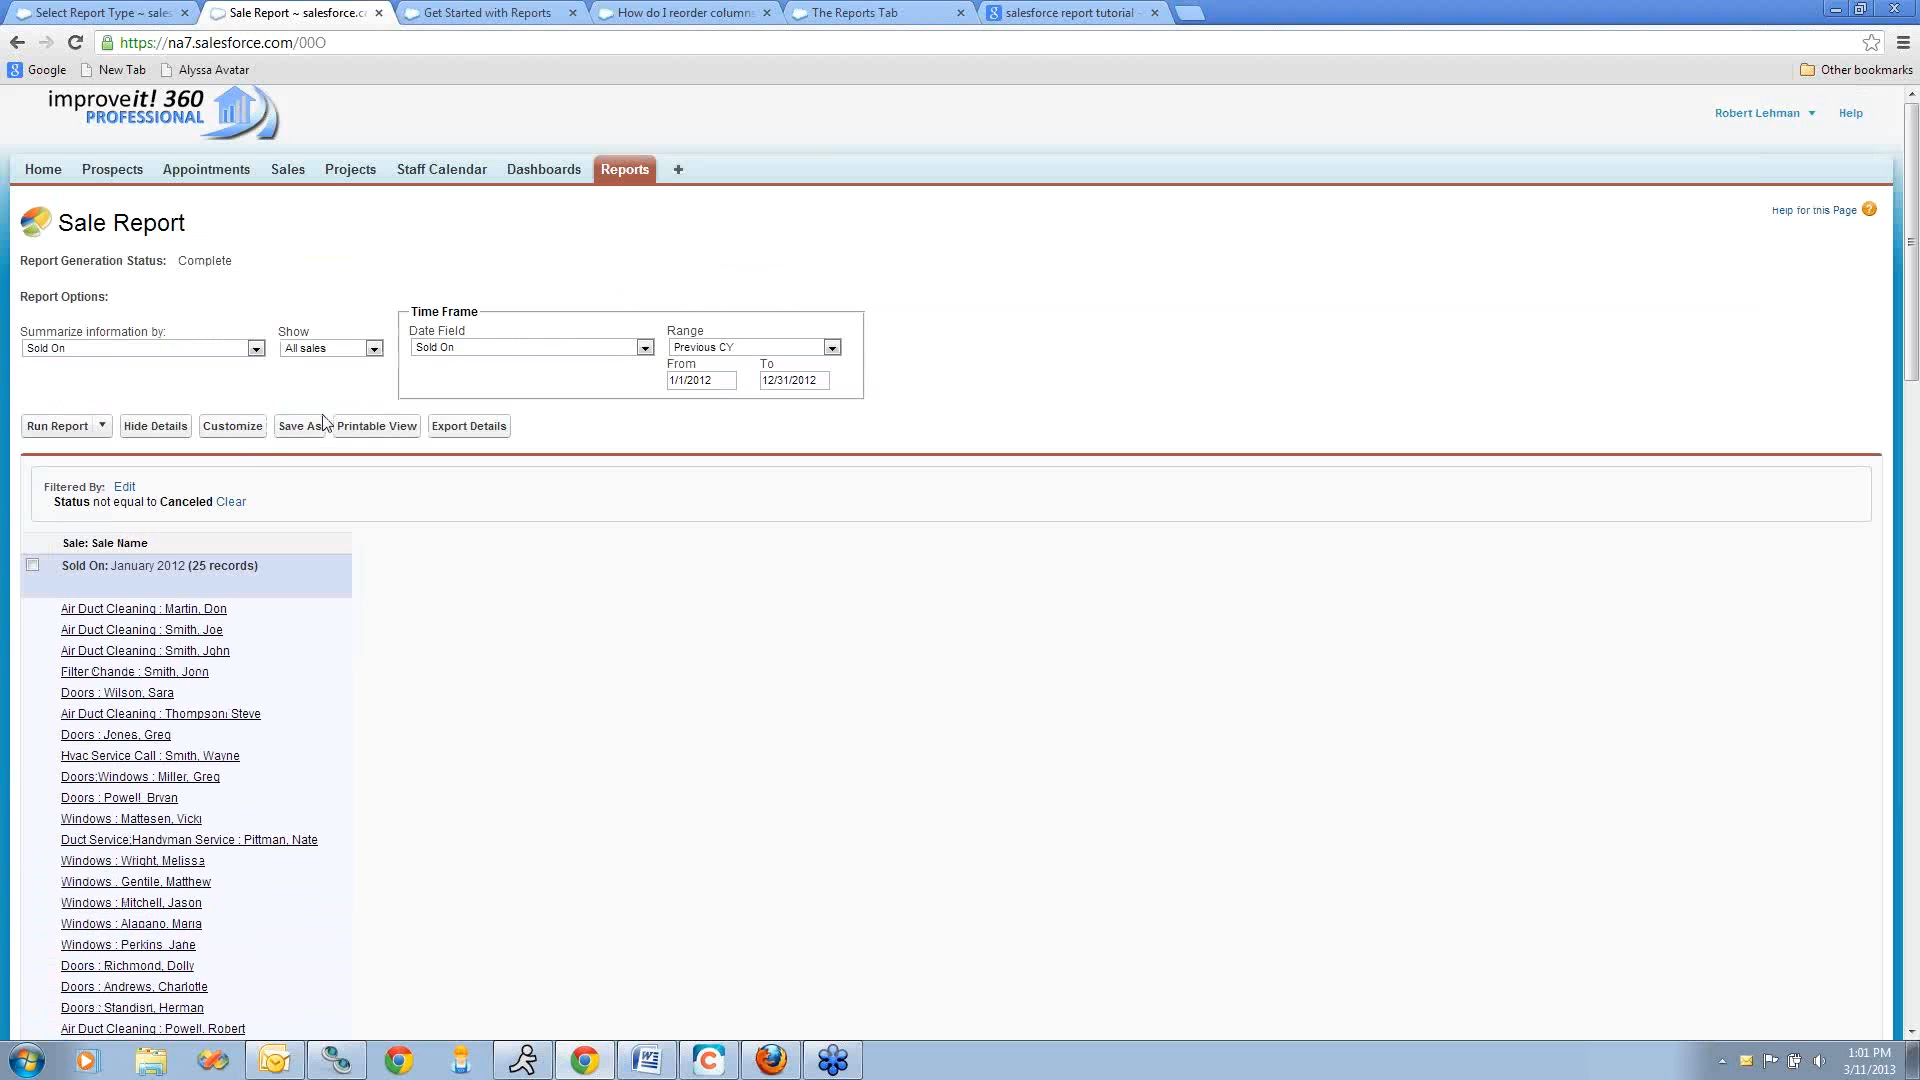 Select Report Type ~ sales
Sale Report ~ salesforce.c
Get Started with Reports
How do I reorder column
The Reports Tab
salesforce report tutorial -
https://na7.salesforce.com/00O
Google
New Tab
Alyssa Avatar
Other bookmarks
improveit! 360
PROFESSIONAL
Robert Lehman
Help
Home
Prospects
Appointments
Sales
Projects
Staff Calendar
Dashboards
Reports
Sale Report
Help for this Page
Report Generation Status: Complete
Report Options:
Time Frame
Summarize information by:
Show
Date Field
Range
Sold On
All sales
Sold On
Previous CY
From
To
1/1/2012
12/31/2012
Run Report
Hide Details
Customize
Save As
Printable View
Export Details
Filtered By: Edit
Status not equal to Canceled Clear
Sale: Sale Name
Sold On: January 2012 (25 records)
Air Duct Cleaning : Martin, Don
Air Duct Cleaning : Smith, Joe
Air Duct Cleaning : Smith, John
Filter Change : Smith, John
Doors : Wilson, Sara
Air Duct Cleaning : Thompson, Steve
Doors : Jones, Greg
Hvac Service Call : Smith, Wayne
Doors;Windows : Miller, Greg
Doors : Powell, Bryan
Windows : Mattesen, Vicki
Duct Service;Handyman Service : Pittman, Nate
Windows : Wright, Melissa
Windows : Gentile, Matthew
Windows : Mitchell, Jason
Windows : Alagano, Maria
Windows : Perkins, Jane
Doors : Richmond, Dolly
Doors : Andrews, Charlotte
Doors : Standish, Herman
Air Duct Cleaning : Powell, Robert
1:01 PM
3/11/2013